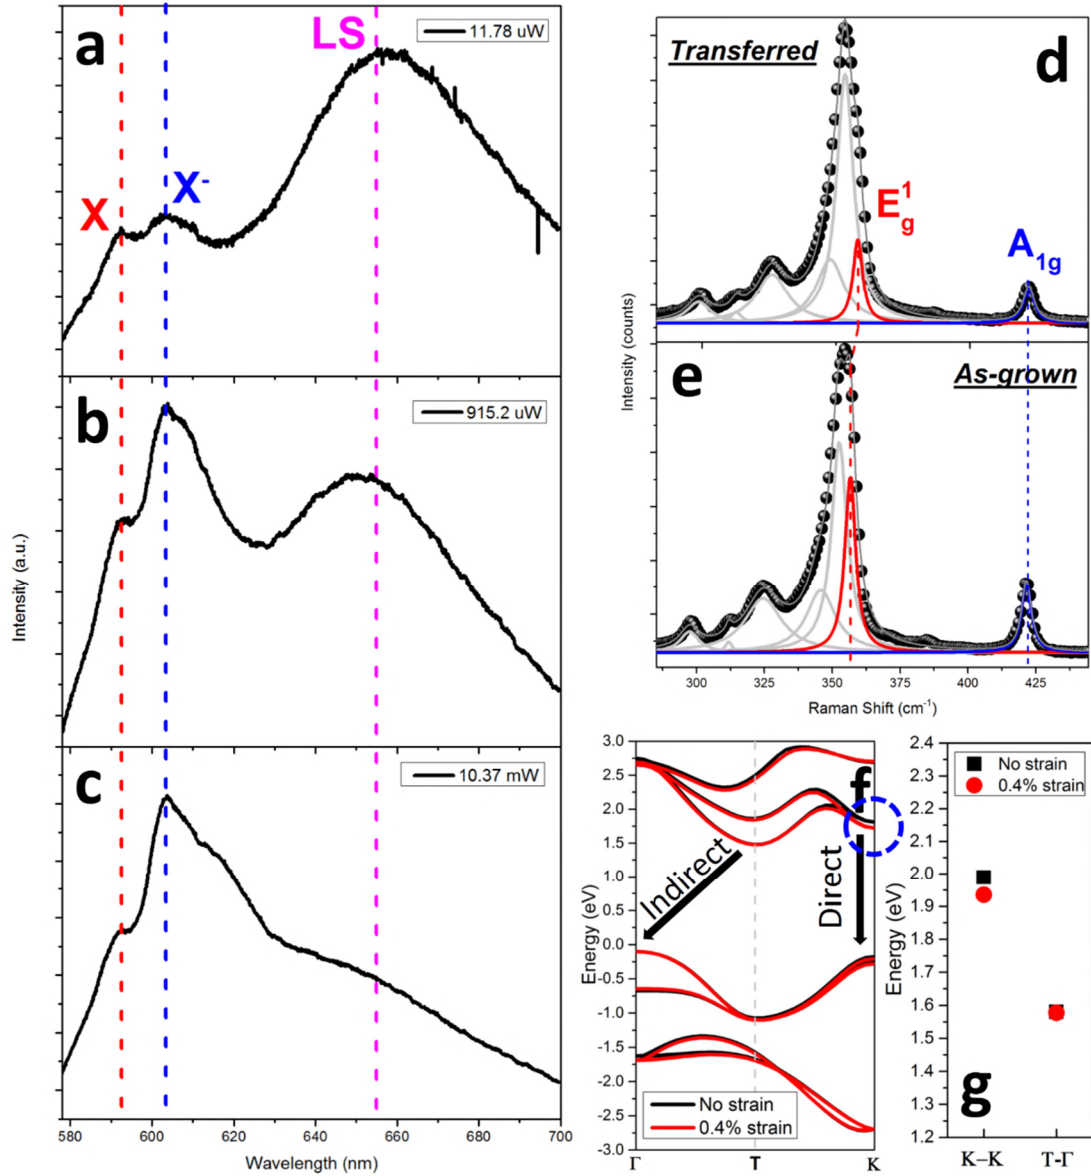 a
LS
11.78 uW
X
X-
b
915.2 uW
c
10.37 mW
580 600 620 640 660 680 700
Wavelength (nm)
Intensity (a.u.)
Transferred
d
E1g
A1g
e
As-grown
Intensity (counts)
300 325 350 375 400 425
Raman Shift (cm-1)
3.0
2.5
2.0
1.5
1.0
0.5
0.0
-0.5
-1.0
-1.5
-2.0
-2.5
-3.0
Energy (eV)
f
Indirect
Direct
No strain
0.4% strain
Γ T K
2.4
2.3
2.2
2.1
2.0
1.9
1.8
1.7
1.6
1.5
1.4
1.3
1.2
Energy (eV)
No strain
0.4% strain
g
K–K T-Γ